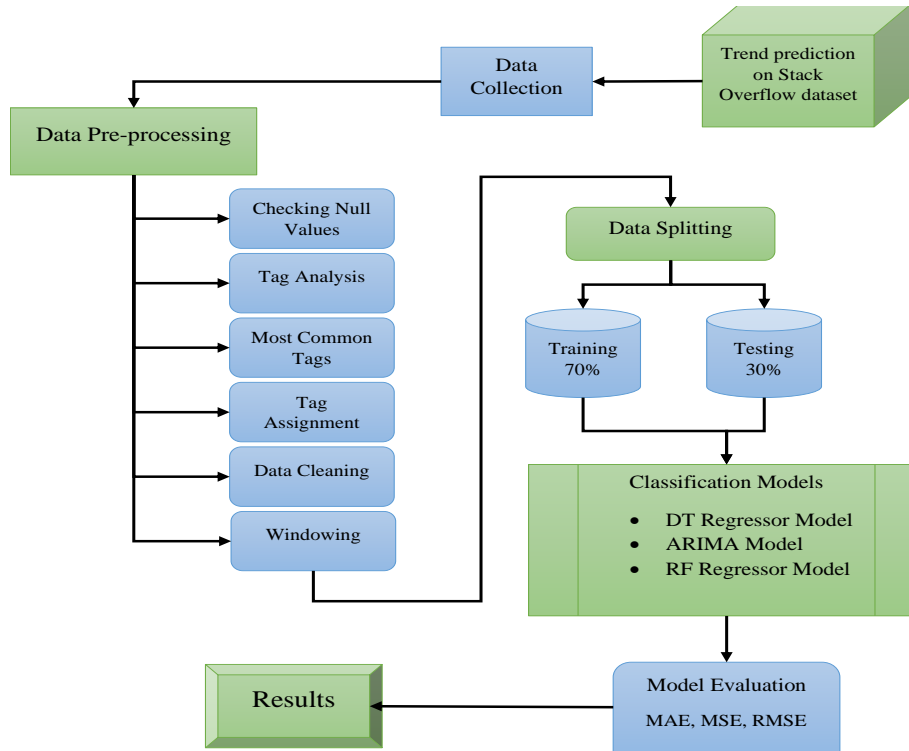 Trend prediction
on Stack
Overflow dataset
Data
Collection
Data Pre-processing
Checking Null
Values
Tag Analysis
Most Common
Tags
Tag
Assignment
Data Cleaning
Windowing
Data Splitting
Training
70%
Testing
30%
Classification Models
• DT Regressor Model
• ARIMA Model
• RF Regressor Model
Model Evaluation
MAE, MSE, RMSE
Results